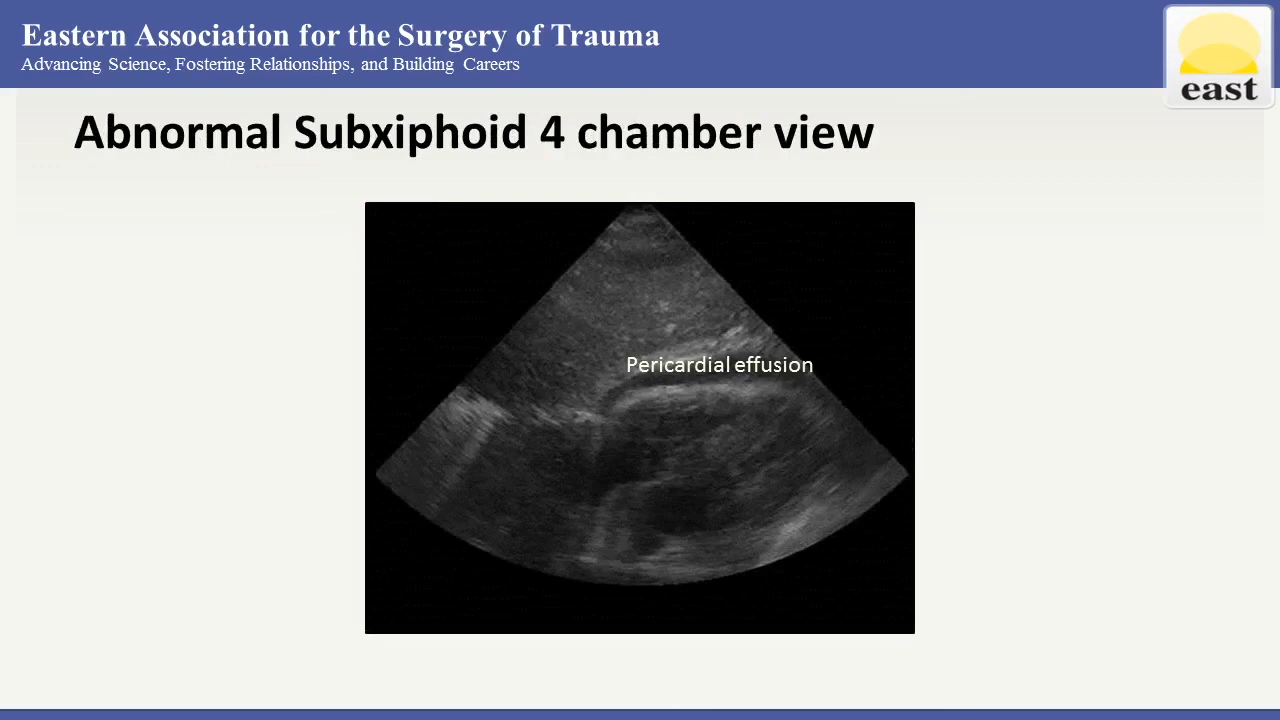 Eastern Association for the Surgery of Trauma
Advancing Science, Fostering Relationships, and Building Careers
east
Abnormal Subxiphoid 4 chamber view
Pericardial effusion